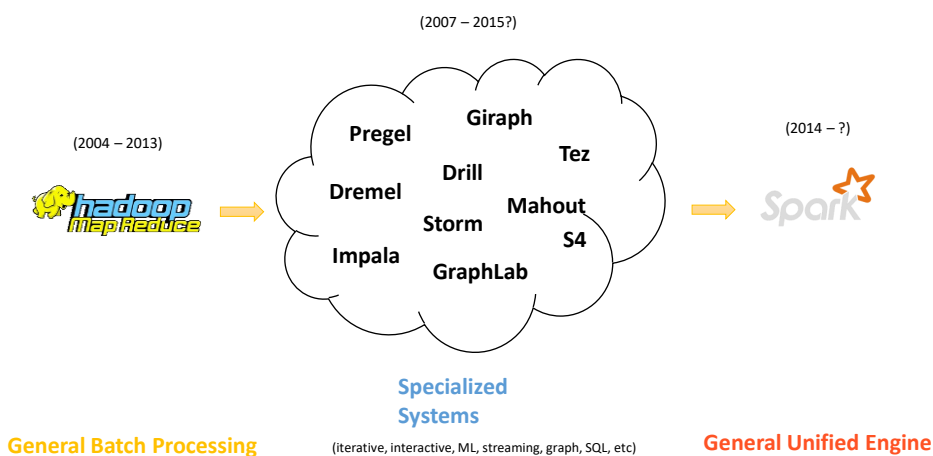 (2007 – 2015?)
(2004 – 2013)
hadoop
Map Reduce
Pregel
Giraph
Tez
Drill
Dremel
Mahout
Storm
S4
Impala
GraphLab
(2014 – ?)
Spark
Specialized
Systems
General Batch Processing
(iterative, interactive, ML, streaming, graph, SQL, etc)
General Unified Engine